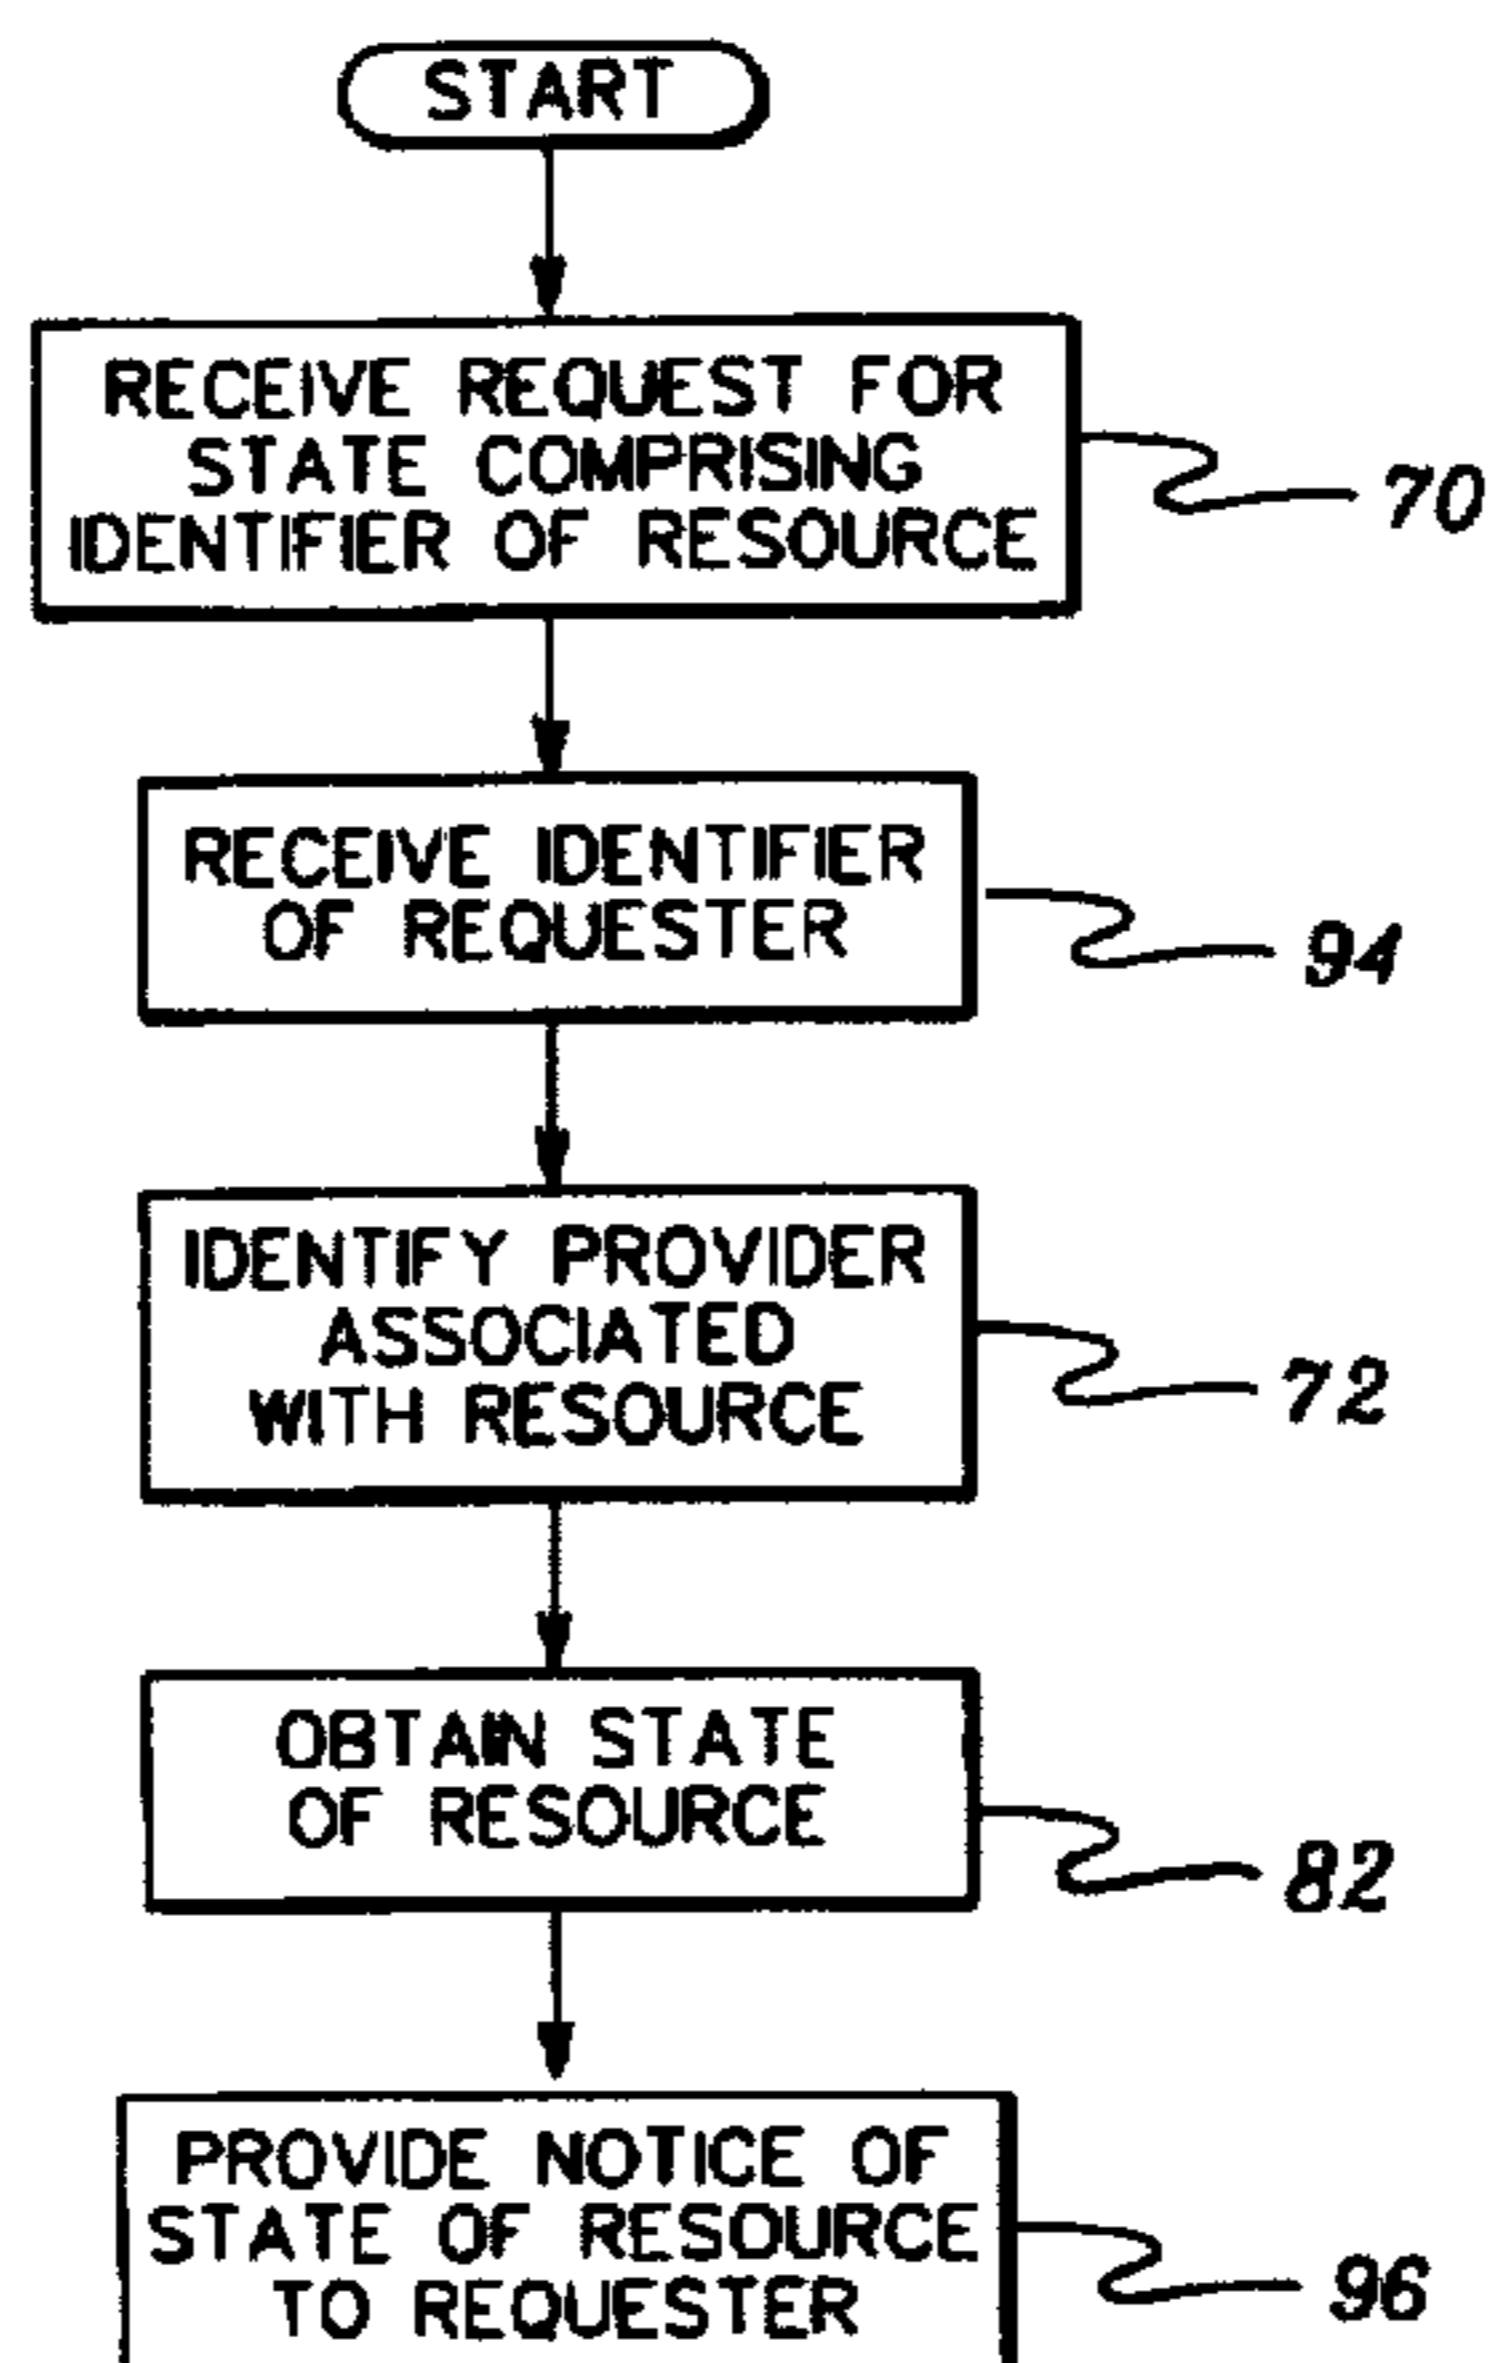 START
RECEIVE REQUEST FOR
STATE COMPRISING
IDENTIFIER OF RESOURCE
70
RECEIVE IDENTIFIER
OF REQUESTER
94
IDENTIFY PROVIDER
ASSOCIATED
WITH RESOURCE
72
OBTAIN STATE
OF RESOURCE
82
PROVIDE NOTICE OF
STATE OF RESOURCE
TO REQUESTER
96